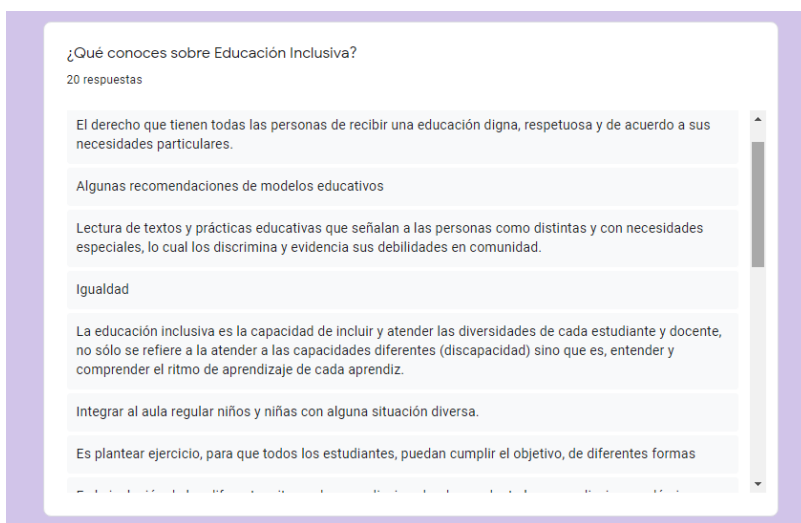 ¿Qué conoces sobre Educación Inclusiva?
20 respuestas
El derecho que tienen todas las personas de recibir una educación digna, respetuosa y de acuerdo a sus
necesidades particulares.
Algunas recomendaciones de modelos educativos
Lectura de textos y prácticas educativas que señalan a las personas como distintas y con necesidades
especiales, lo cual los discrimina y evidencia sus debilidades en comunidad.
Igualdad
La educación inclusiva es la capacidad de incluir y atender las diversidades de cada estudiante y docente,
no sólo se refiere a la atender a las capacidades diferentes (discapacidad) sino que es, entender y
comprender el ritmo de aprendizaje de cada aprendiz.
Integrar al aula regular niños y niñas con alguna situación diversa.
Es plantear ejercicio, para que todos los estudiantes, puedan cumplir el objetivo, de diferentes formas